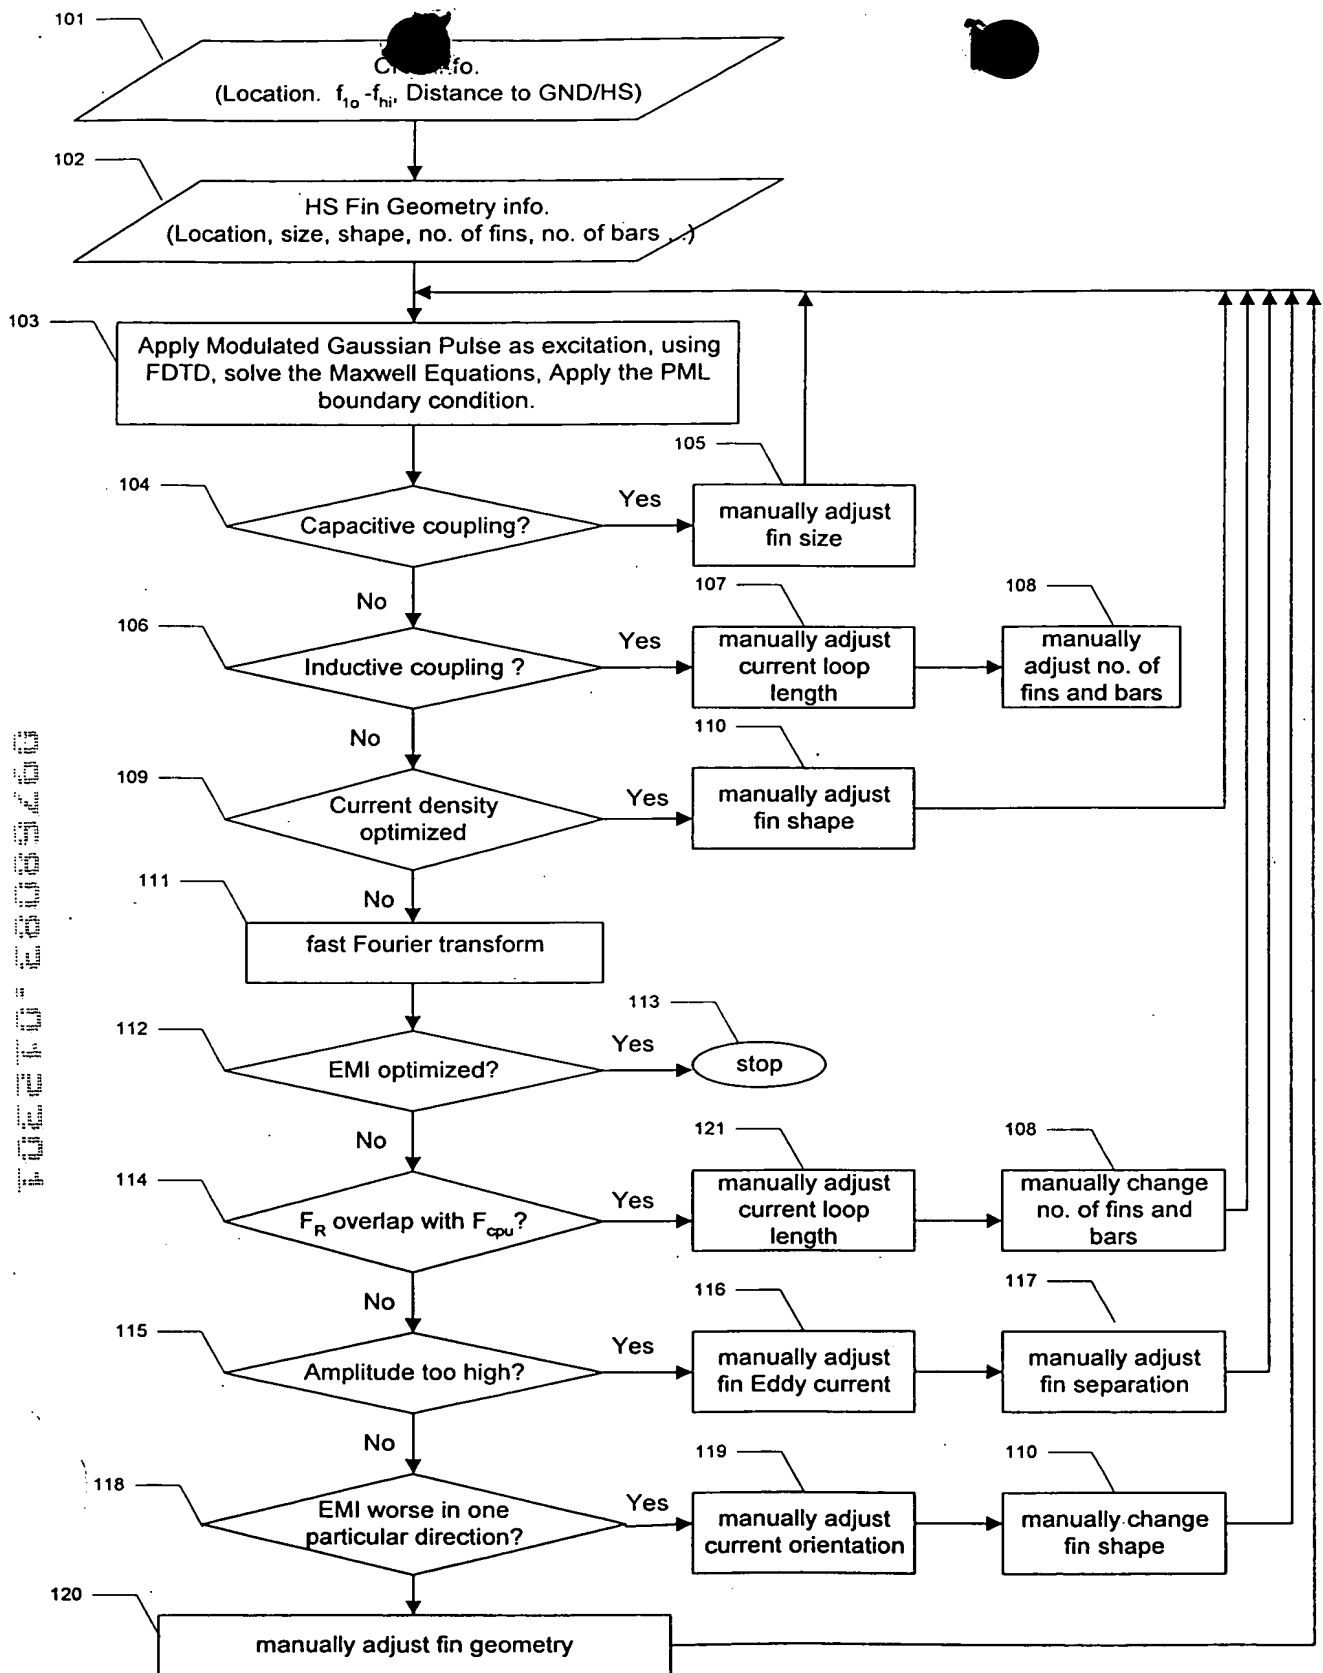 101
fo.
(Location. f1o -fhi, Distance to GND/HS)
102
HS Fin Geometry info.
(Location, size, shape, no. of fins, no. of bars ...)
103
Apply Modulated Gaussian Pulse as excitation, using
FDTD, solve the Maxwell Equations, Apply the PML
boundary condition.
104
Capacitive coupling?
Yes
105
manually adjust
fin size
No
106
Inductive coupling ?
Yes
107
manually adjust
current loop
length
108
manually
adjust no. of
fins and bars
No
109
Current density
optimized
Yes
110
manually adjust
fin shape
No
111
fast Fourier transform
112
EMI optimized?
Yes
113
stop
No
114
FR overlap with Fcpu?
Yes
121
manually adjust
current loop
length
108
manually change
no. of fins and
bars
No
115
Amplitude too high?
Yes
116
manually adjust
fin Eddy current
117
manually adjust
fin separation
No
118
EMI worse in one
particular direction?
Yes
119
manually adjust
current orientation
110
manually change
fin shape
120
manually adjust fin geometry